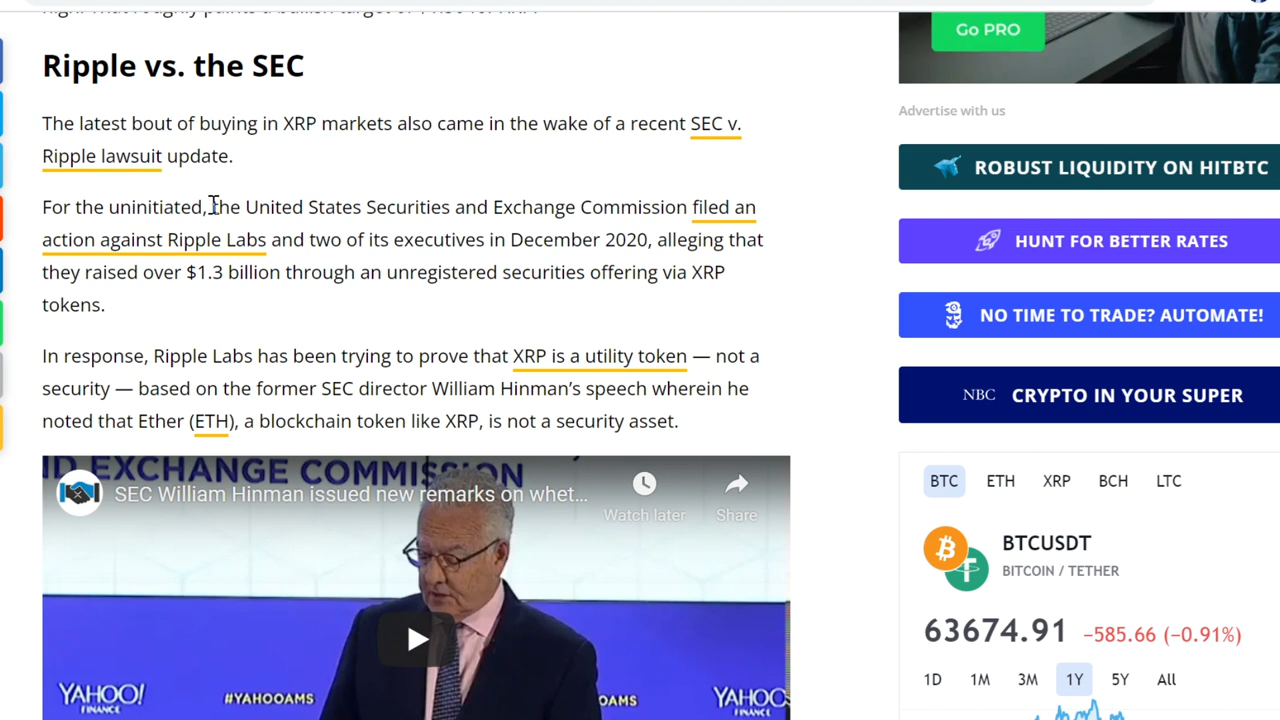 Go PRO
Ripple vs. the SEC
Advertise with us
The latest bout of buying in XRP markets also came in the wake of a recent SEC v.
Ripple lawsuit update.
ROBUST LIQUIDITY ON HITBTC
For the uninitiated, the United States Securities and Exchange Commission filed an
action against Ripple Labs and two of its executives in December 2020, alleging that
they raised over $1.3 billion through an unregistered securities offering via XRP
tokens.
HUNT FOR BETTER RATES
NO TIME TO TRADE? AUTOMATE!
In response, Ripple Labs has been trying to prove that XRP is a utility token — not a
security — based on the former SEC director William Hinman’s speech wherein he
noted that Ether (ETH), a blockchain token like XRP, is not a security asset.
NBC CRYPTO IN YOUR SUPER
ND EXCHANGE COMMISSION
SEC William Hinman issued new remarks on whet...
Watch later
Share
YAHOO!
FINANCE
#YAHOOAMS
OAMS
YAHOO
FINANCE
BTC ETH XRP BCH LTC
BTCUSDT
BITCOIN / TETHER
63674.91 −585.66 (−0.91%)
1D 1M 3M 1Y 5Y All